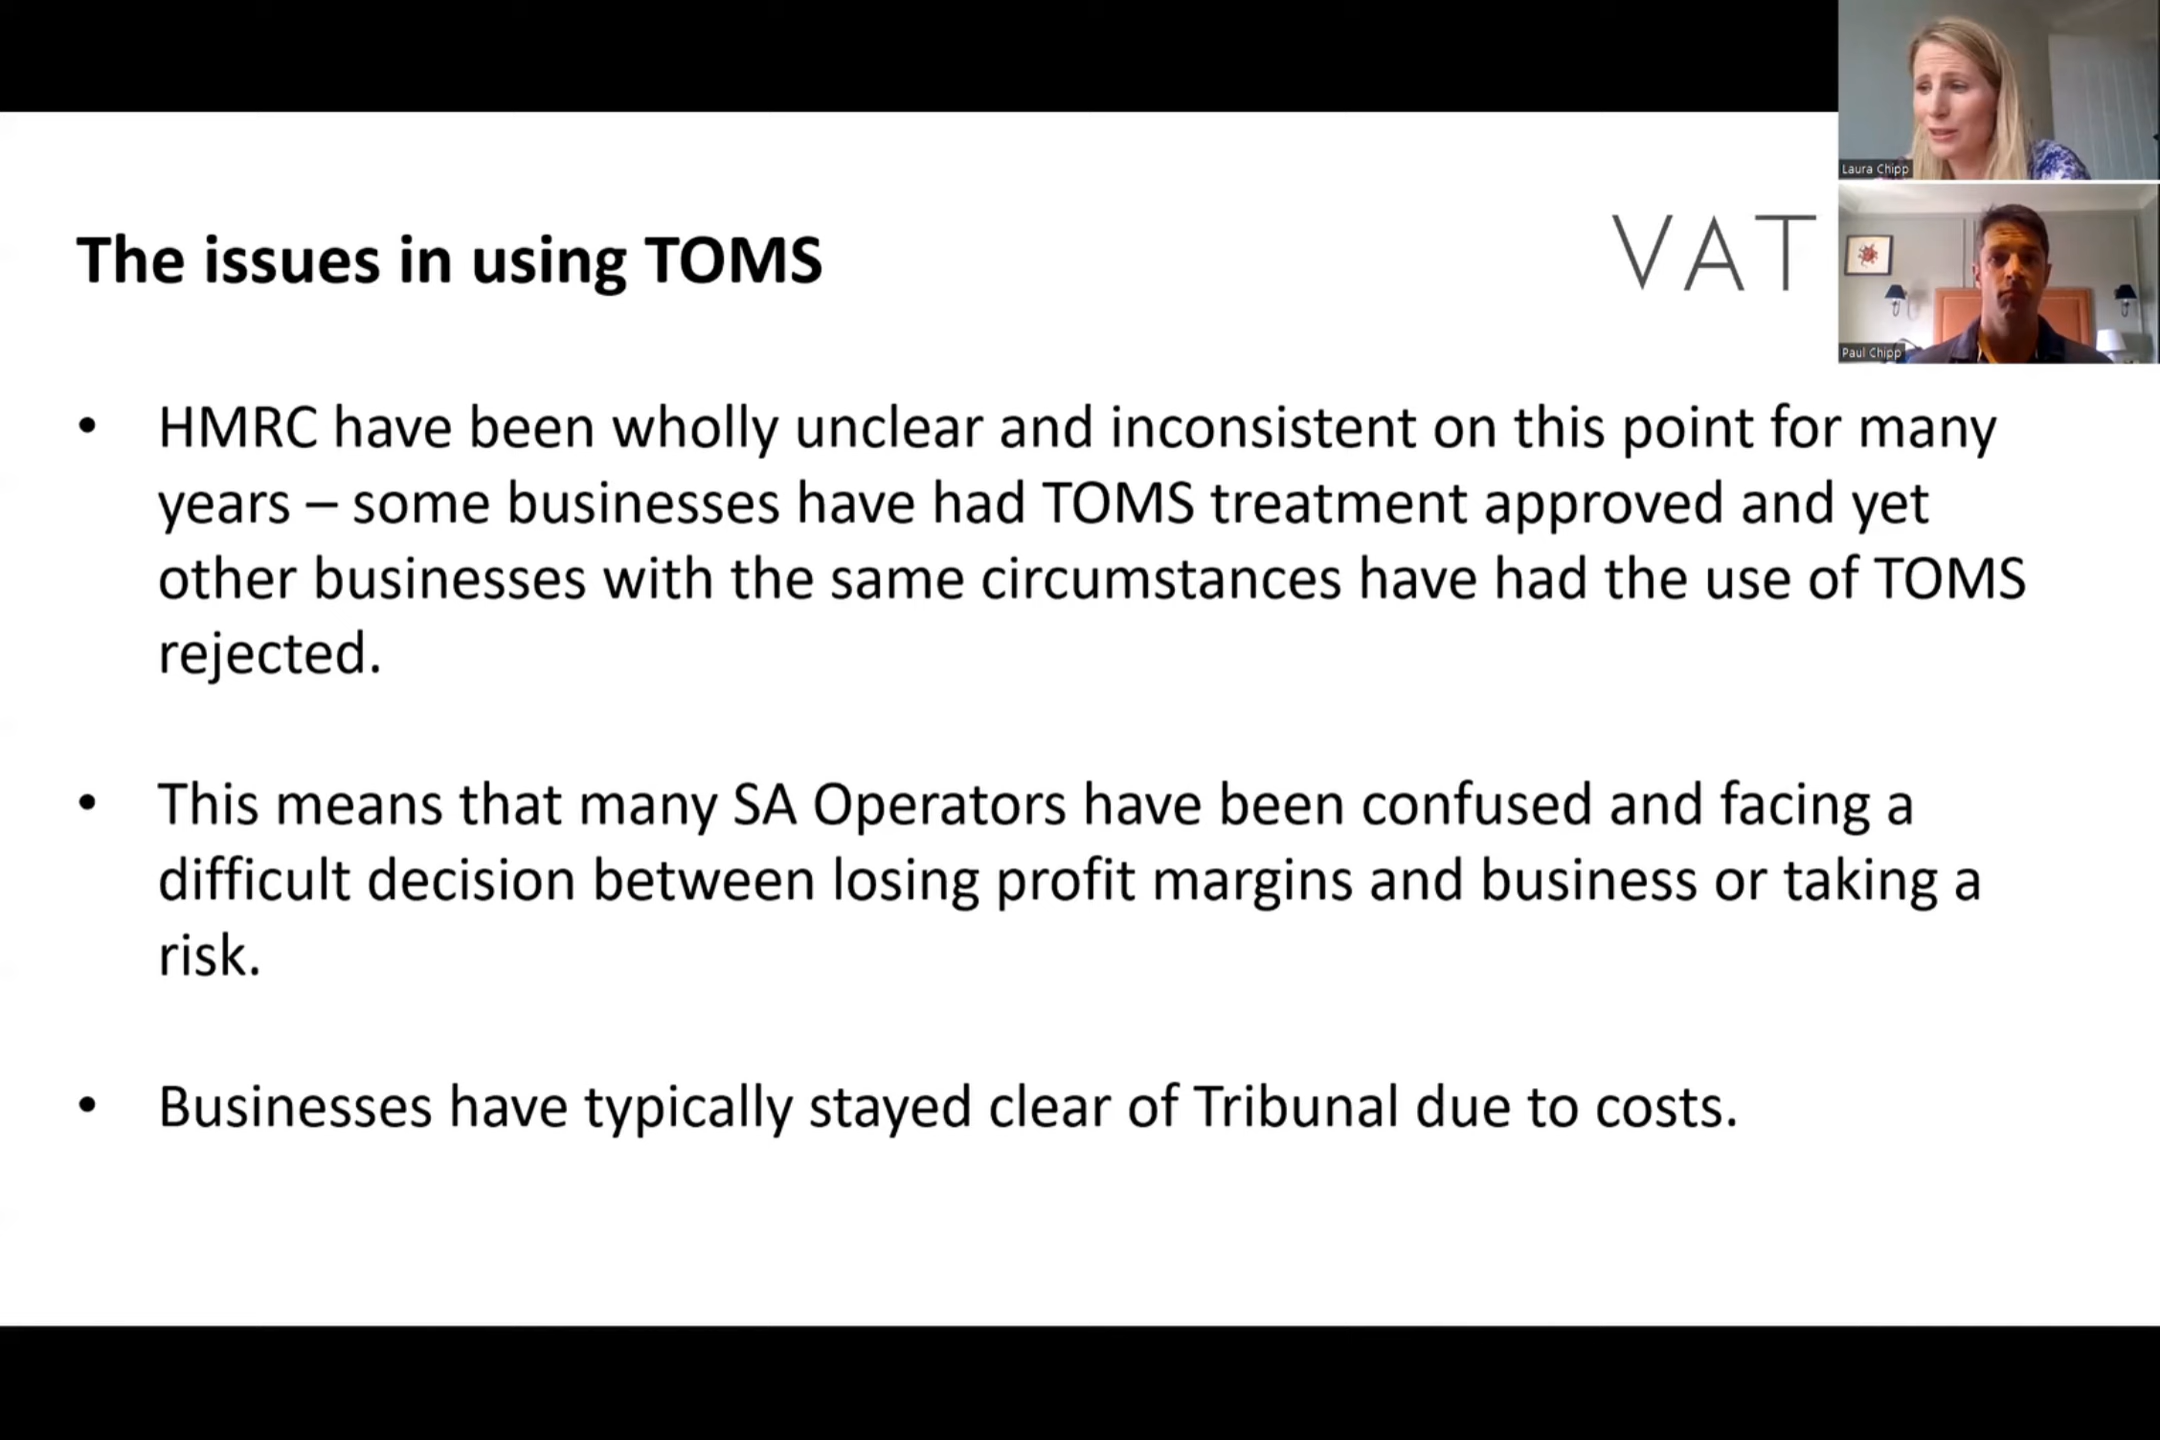 Laura Chipp
The issues in using TOMS
VAT
Paul Chipp
• HMRC have been wholly unclear and inconsistent on this point for many
years – some businesses have had TOMS treatment approved and yet
other businesses with the same circumstances have had the use of TOMS
rejected.
• This means that many SA Operators have been confused and facing a
difficult decision between losing profit margins and business or taking a
risk.
• Businesses have typically stayed clear of Tribunal due to costs.